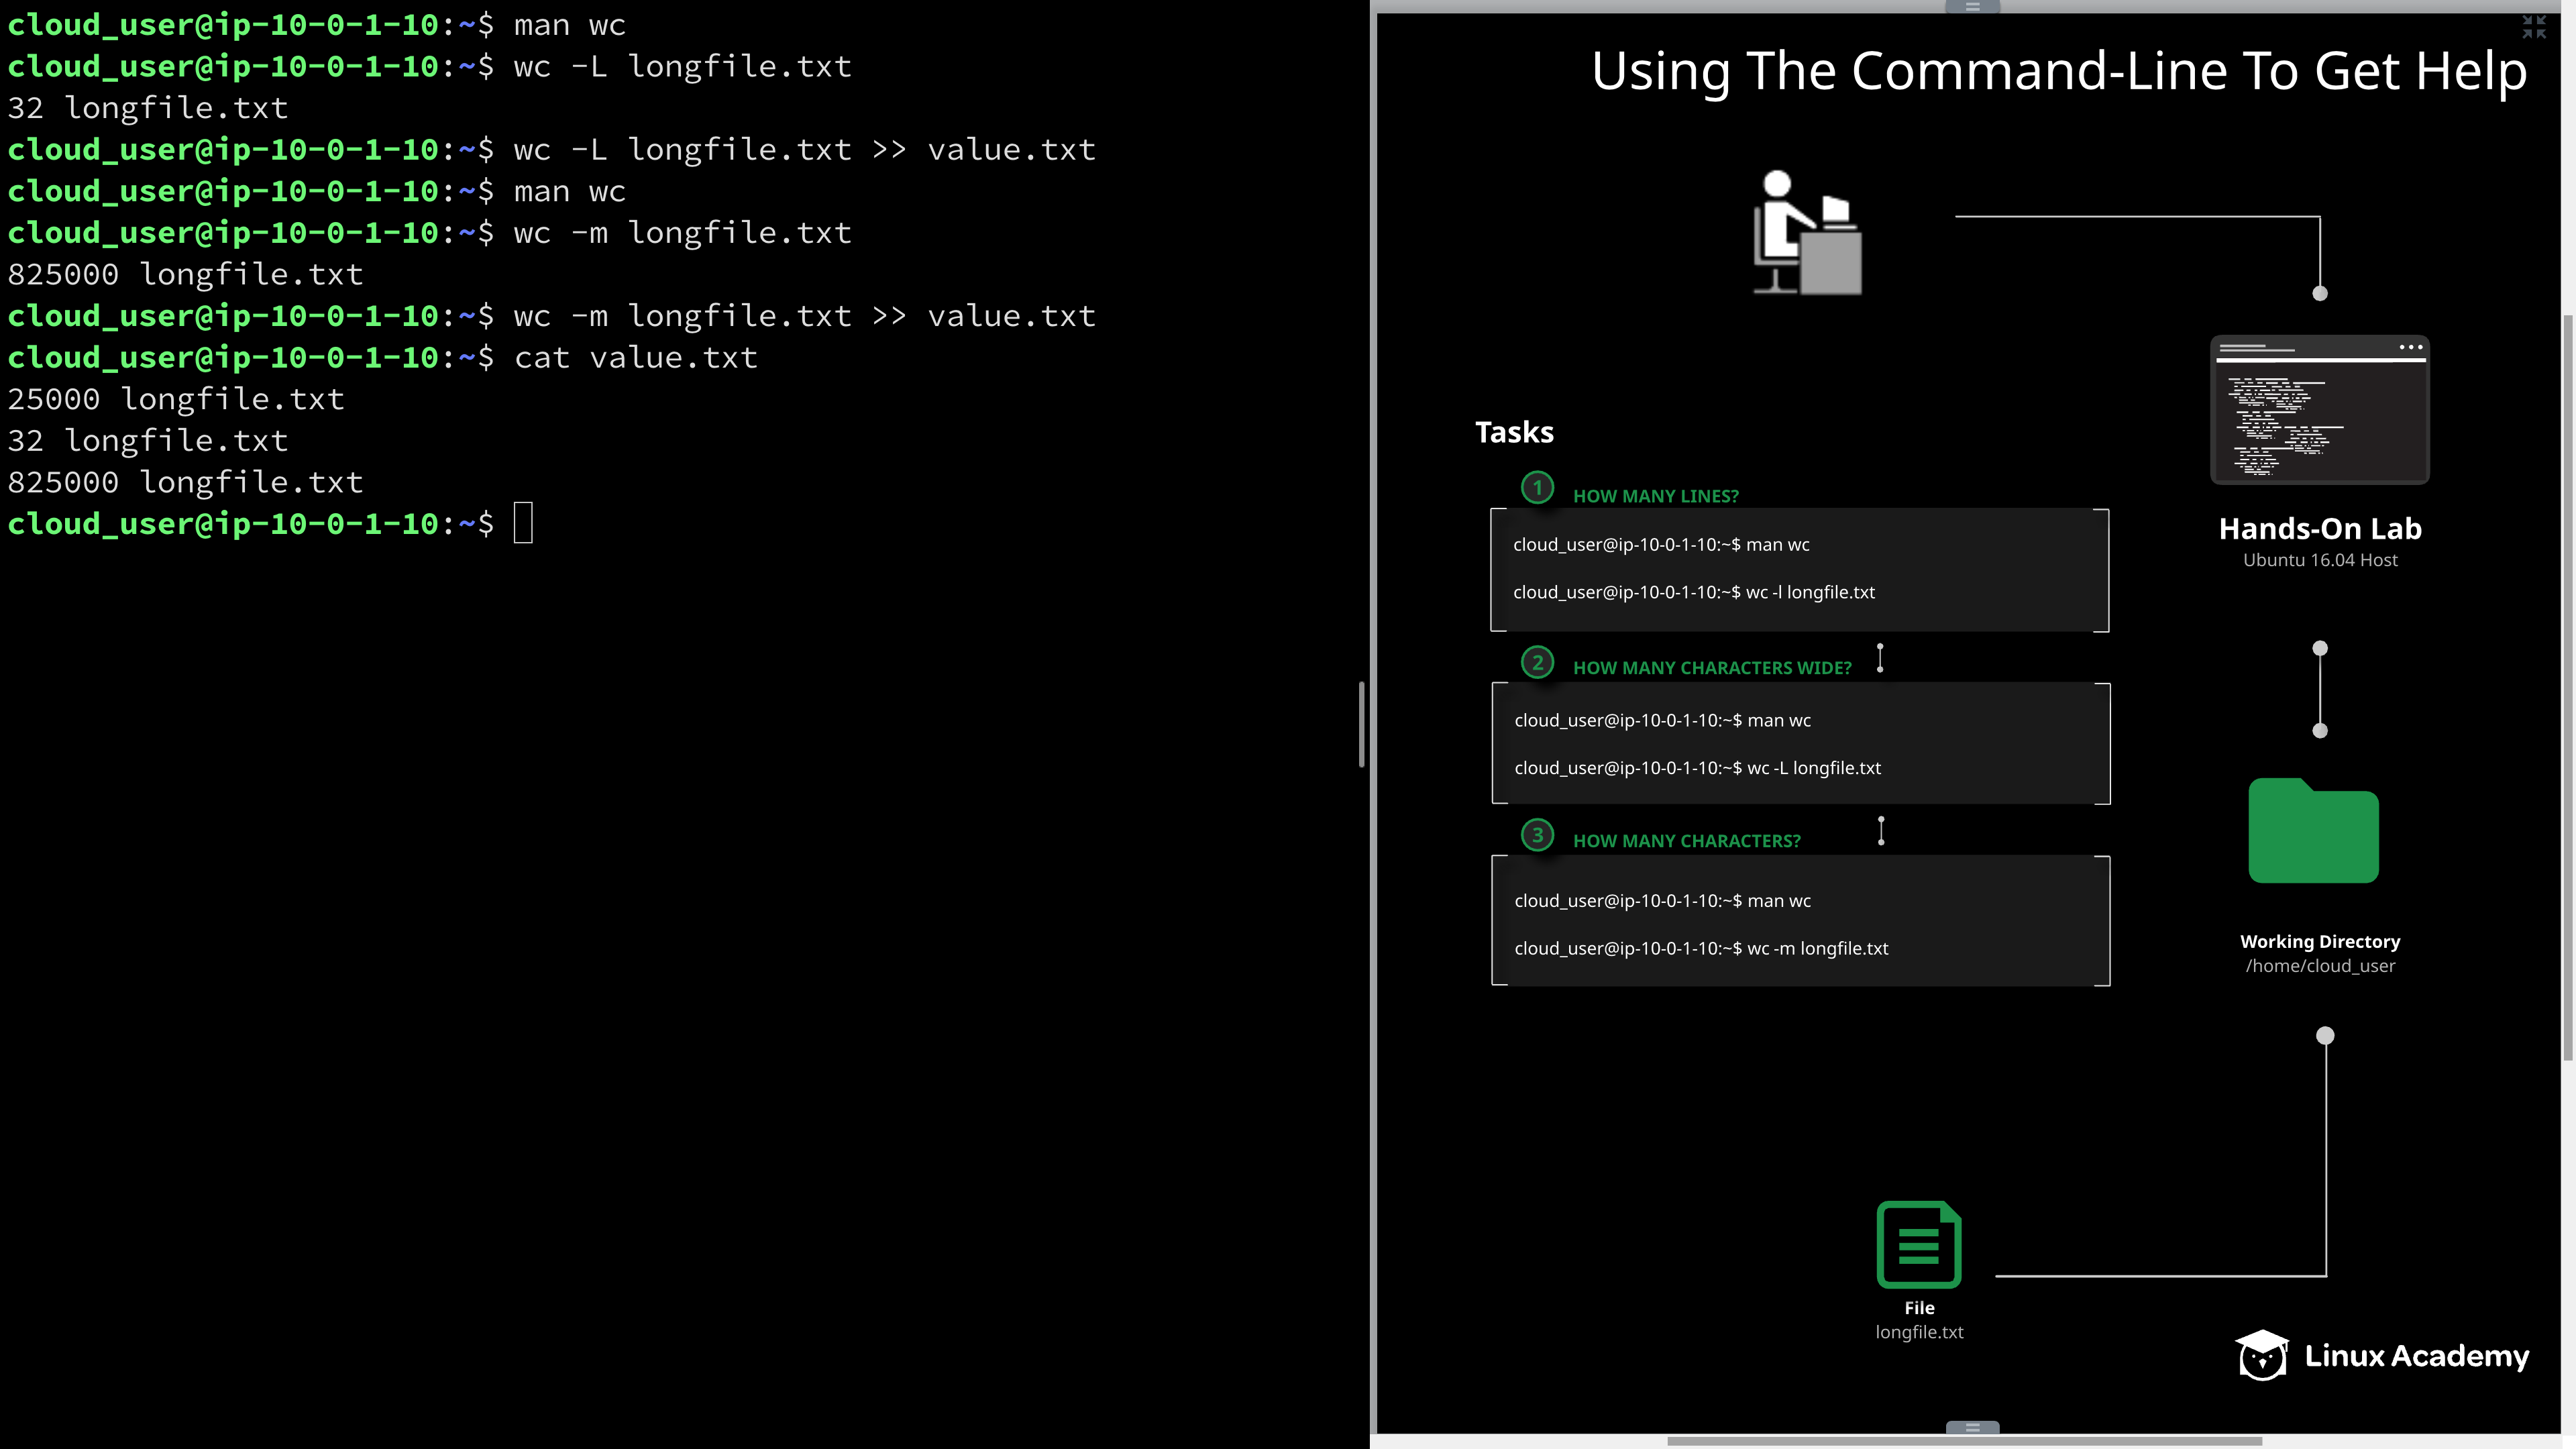 cloud_user@ip-10-0-1-10:~$ man wc
cloud_user@ip-10-0-1-10:~$ wc -L longfile.txt
32 longfile.txt
cloud_user@ip-10-0-1-10:~$ wc -L longfile.txt >> value.txt
cloud_user@ip-10-0-1-10:~$ man wc
cloud_user@ip-10-0-1-10:~$ wc -m longfile.txt
825000 longfile.txt
cloud_user@ip-10-0-1-10:~$ wc -m longfile.txt >> value.txt
cloud_user@ip-10-0-1-10:~$ cat value.txt
25000 longfile.txt
32 longfile.txt
825000 longfile.txt
cloud_user@ip-10-0-1-10:~$
Using The Command-Line To Get Help
Tasks
1 HOW MANY LINES?
cloud_user@ip-10-0-1-10:~$ man wc
cloud_user@ip-10-0-1-10:~$ wc -l longfile.txt
2 HOW MANY CHARACTERS WIDE?
cloud_user@ip-10-0-1-10:~$ man wc
cloud_user@ip-10-0-1-10:~$ wc -L longfile.txt
3 HOW MANY CHARACTERS?
cloud_user@ip-10-0-1-10:~$ man wc
cloud_user@ip-10-0-1-10:~$ wc -m longfile.txt
Hands-On Lab
Ubuntu 16.04 Host
Working Directory
/home/cloud_user
File
longfile.txt
Linux Academy